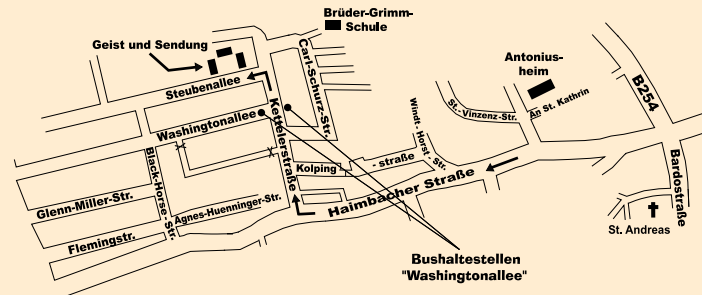 Brüder-Grimm-
Schule
Geist und Sendung
Carl-Schurz-Str.
Antonius-
heim
Steubenallee
B254
An St. Kathrin
St.-Vinzenz-Str.
Windt-Horst-Str.
Washingtonallee
Kettelerstraße
Black-Horse-Str.
Kolping
-straße
Bardostraße
Haimbacher Straße
Glenn-Miller-Str.
Agnes-Huenninger-Str.
Flemingstr.
St. Andreas
Bushaltestellen
"Washingtonallee"